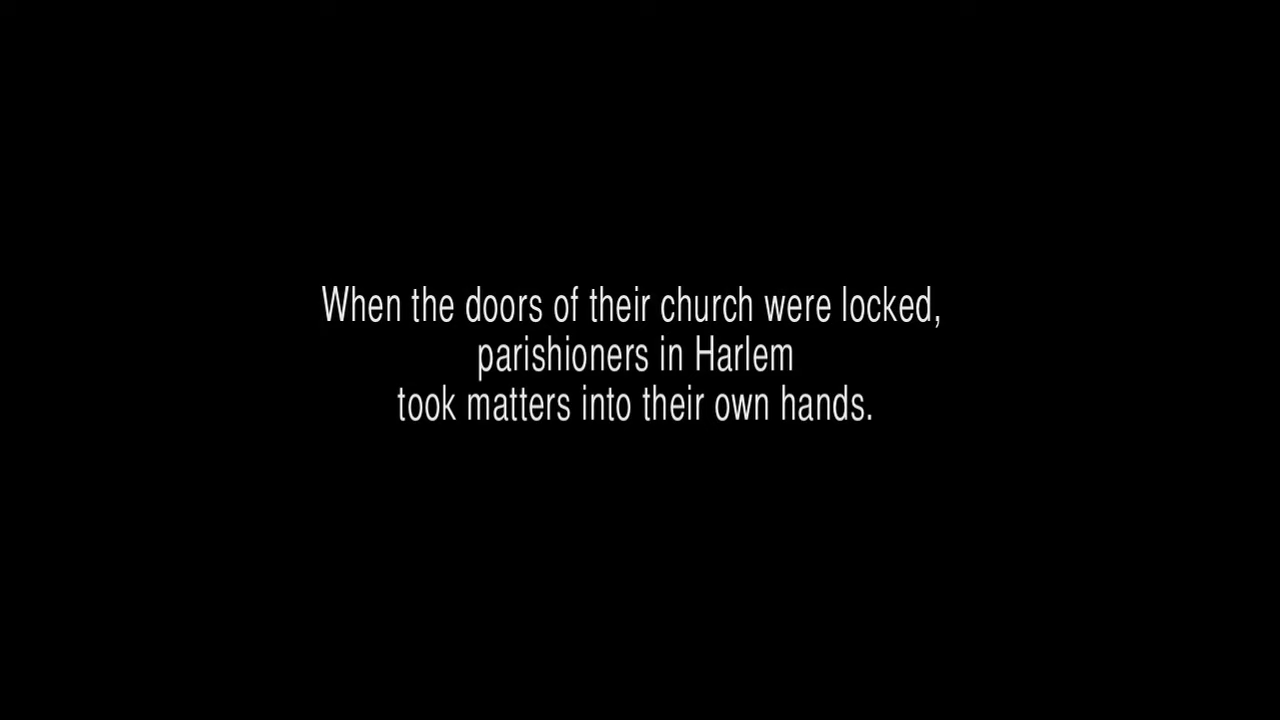 When the doors of their church were locked,
parishioners in Harlem
took matters into their own hands.